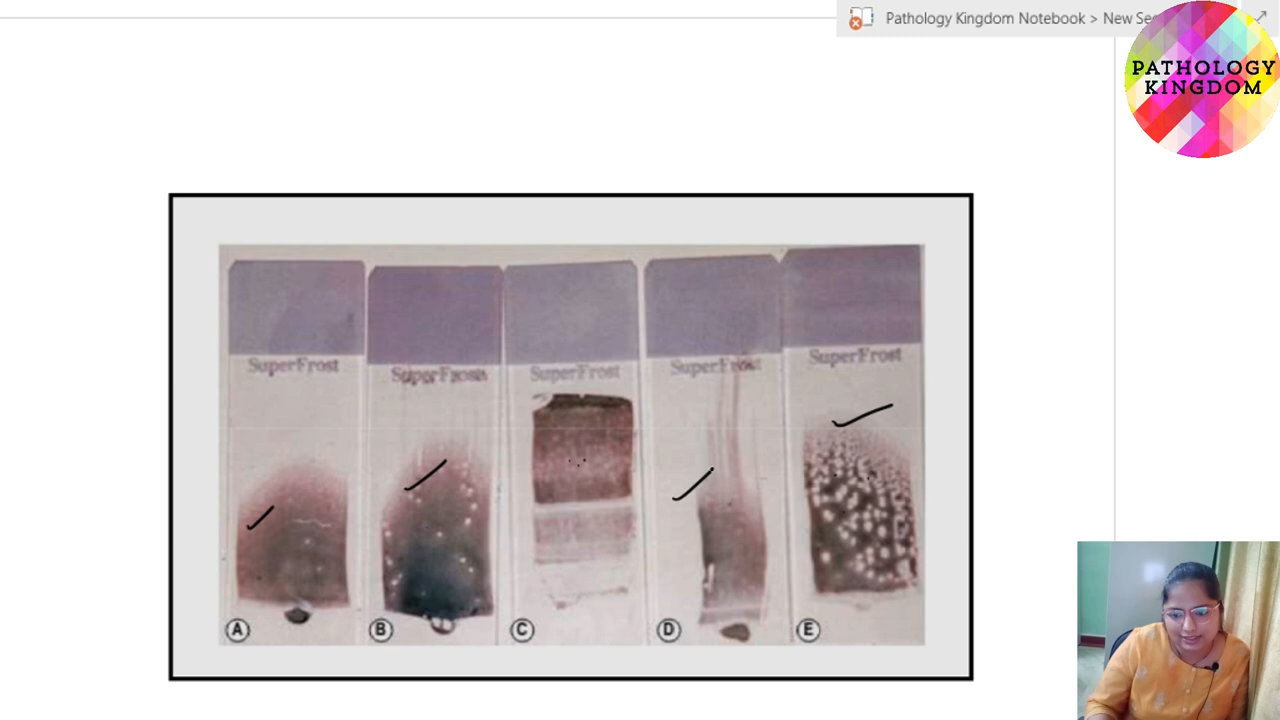 Pathology Kingdom Notebook > New Se
PATHOLOGY
KINGDOM
SuperFrost
SuperFrost
SuperFrost
SuperFrost
SuperFrost
A
B
C
D
E